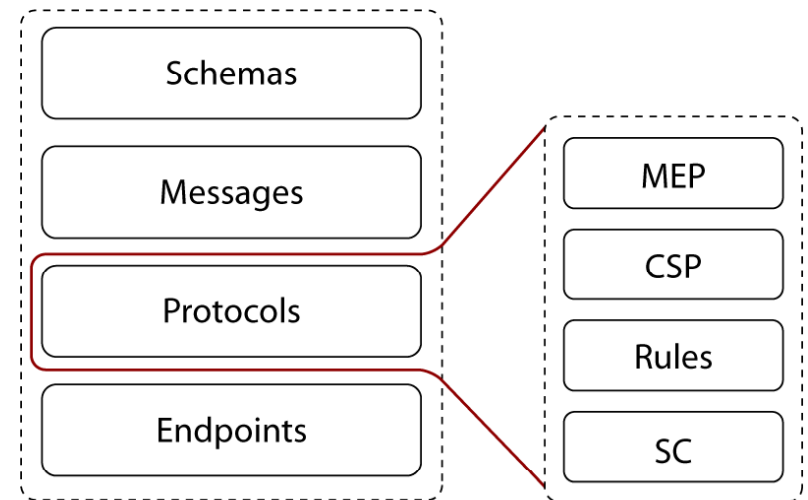 Schemas
Messages
Protocols
Endpoints
MEP
CSP
Rules
SC